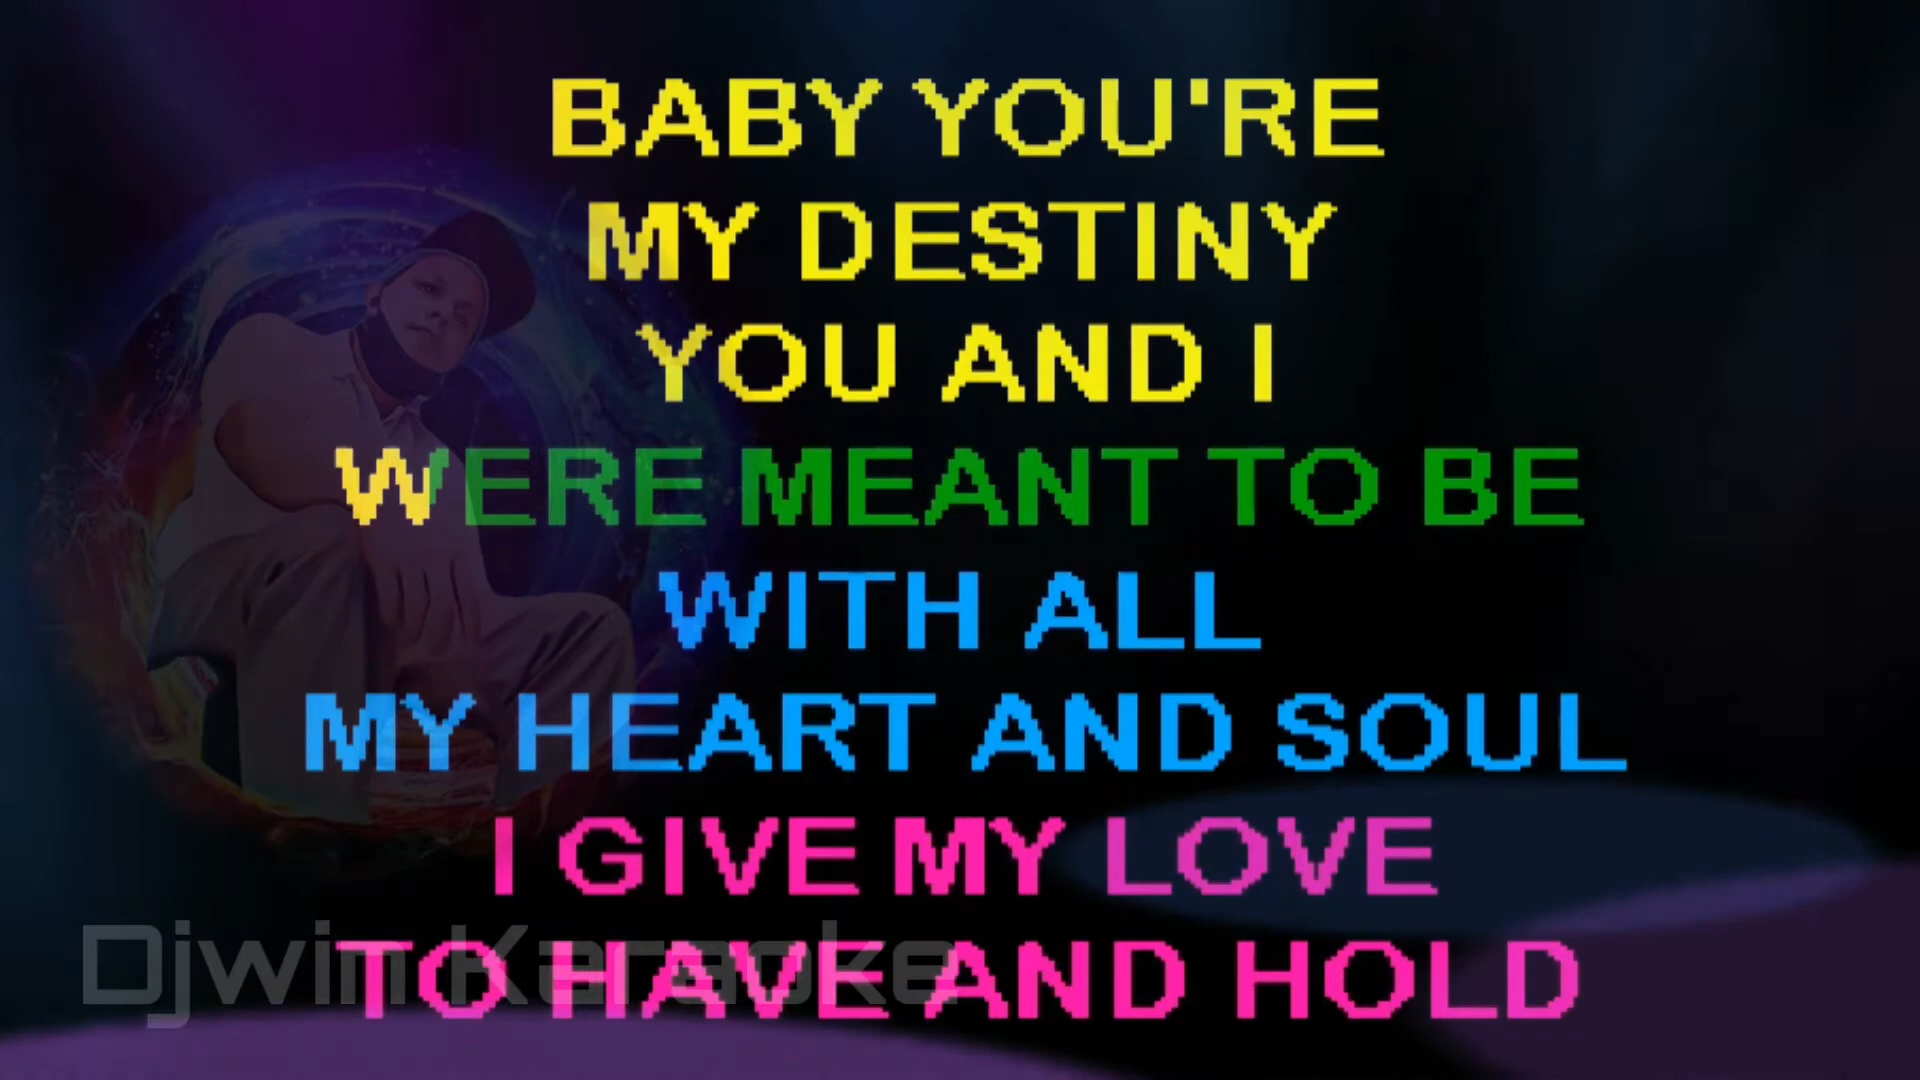 BABY YOU'RE
MY DESTINY
YOU AND I
WERE MEANT TO BE
WITH ALL
MY HEART AND SOUL
I GIVE MY LOVE
TO HAVE AND HOLD
Djwin Karaoke